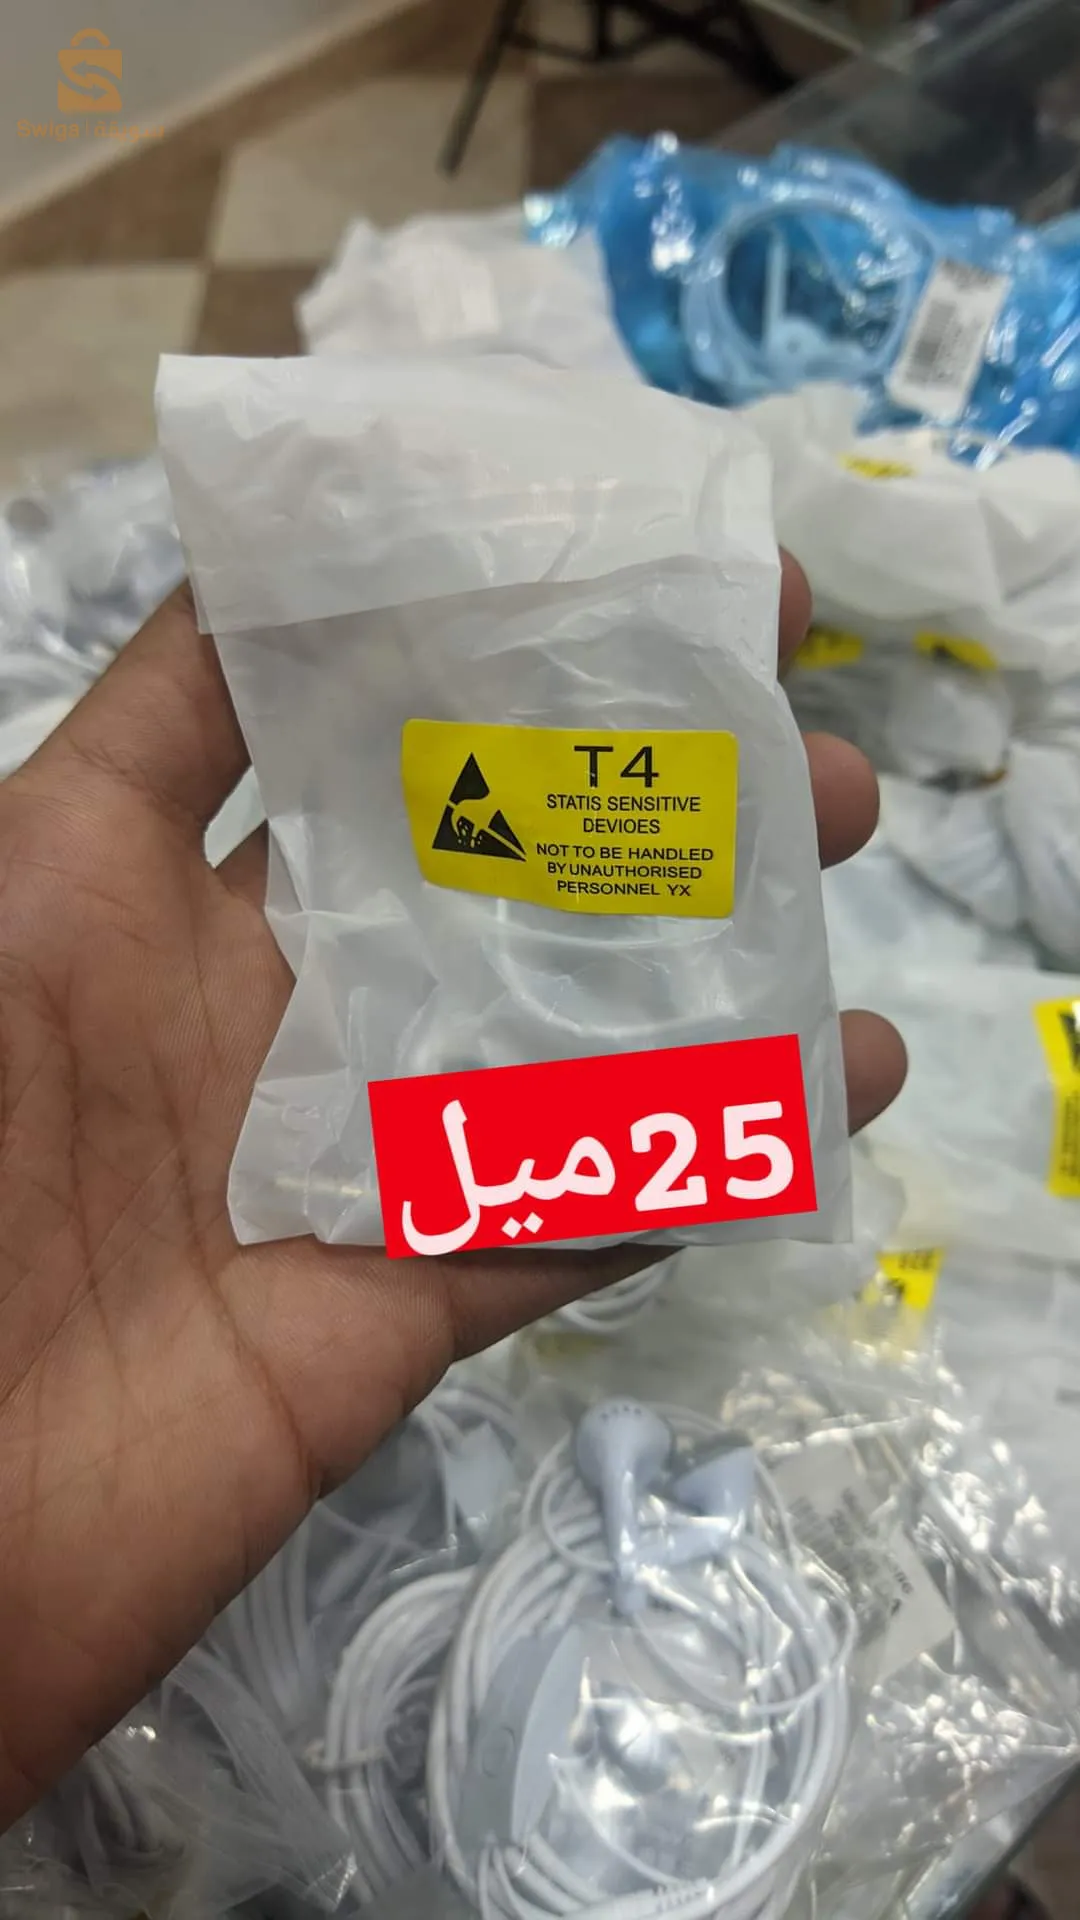 Swiga | سويقة
T4
STATIS SENSITIVE
DEVIOES
NOT TO BE HANDLED
BY UNAUTHORISED
PERSONNEL YX
25ميل